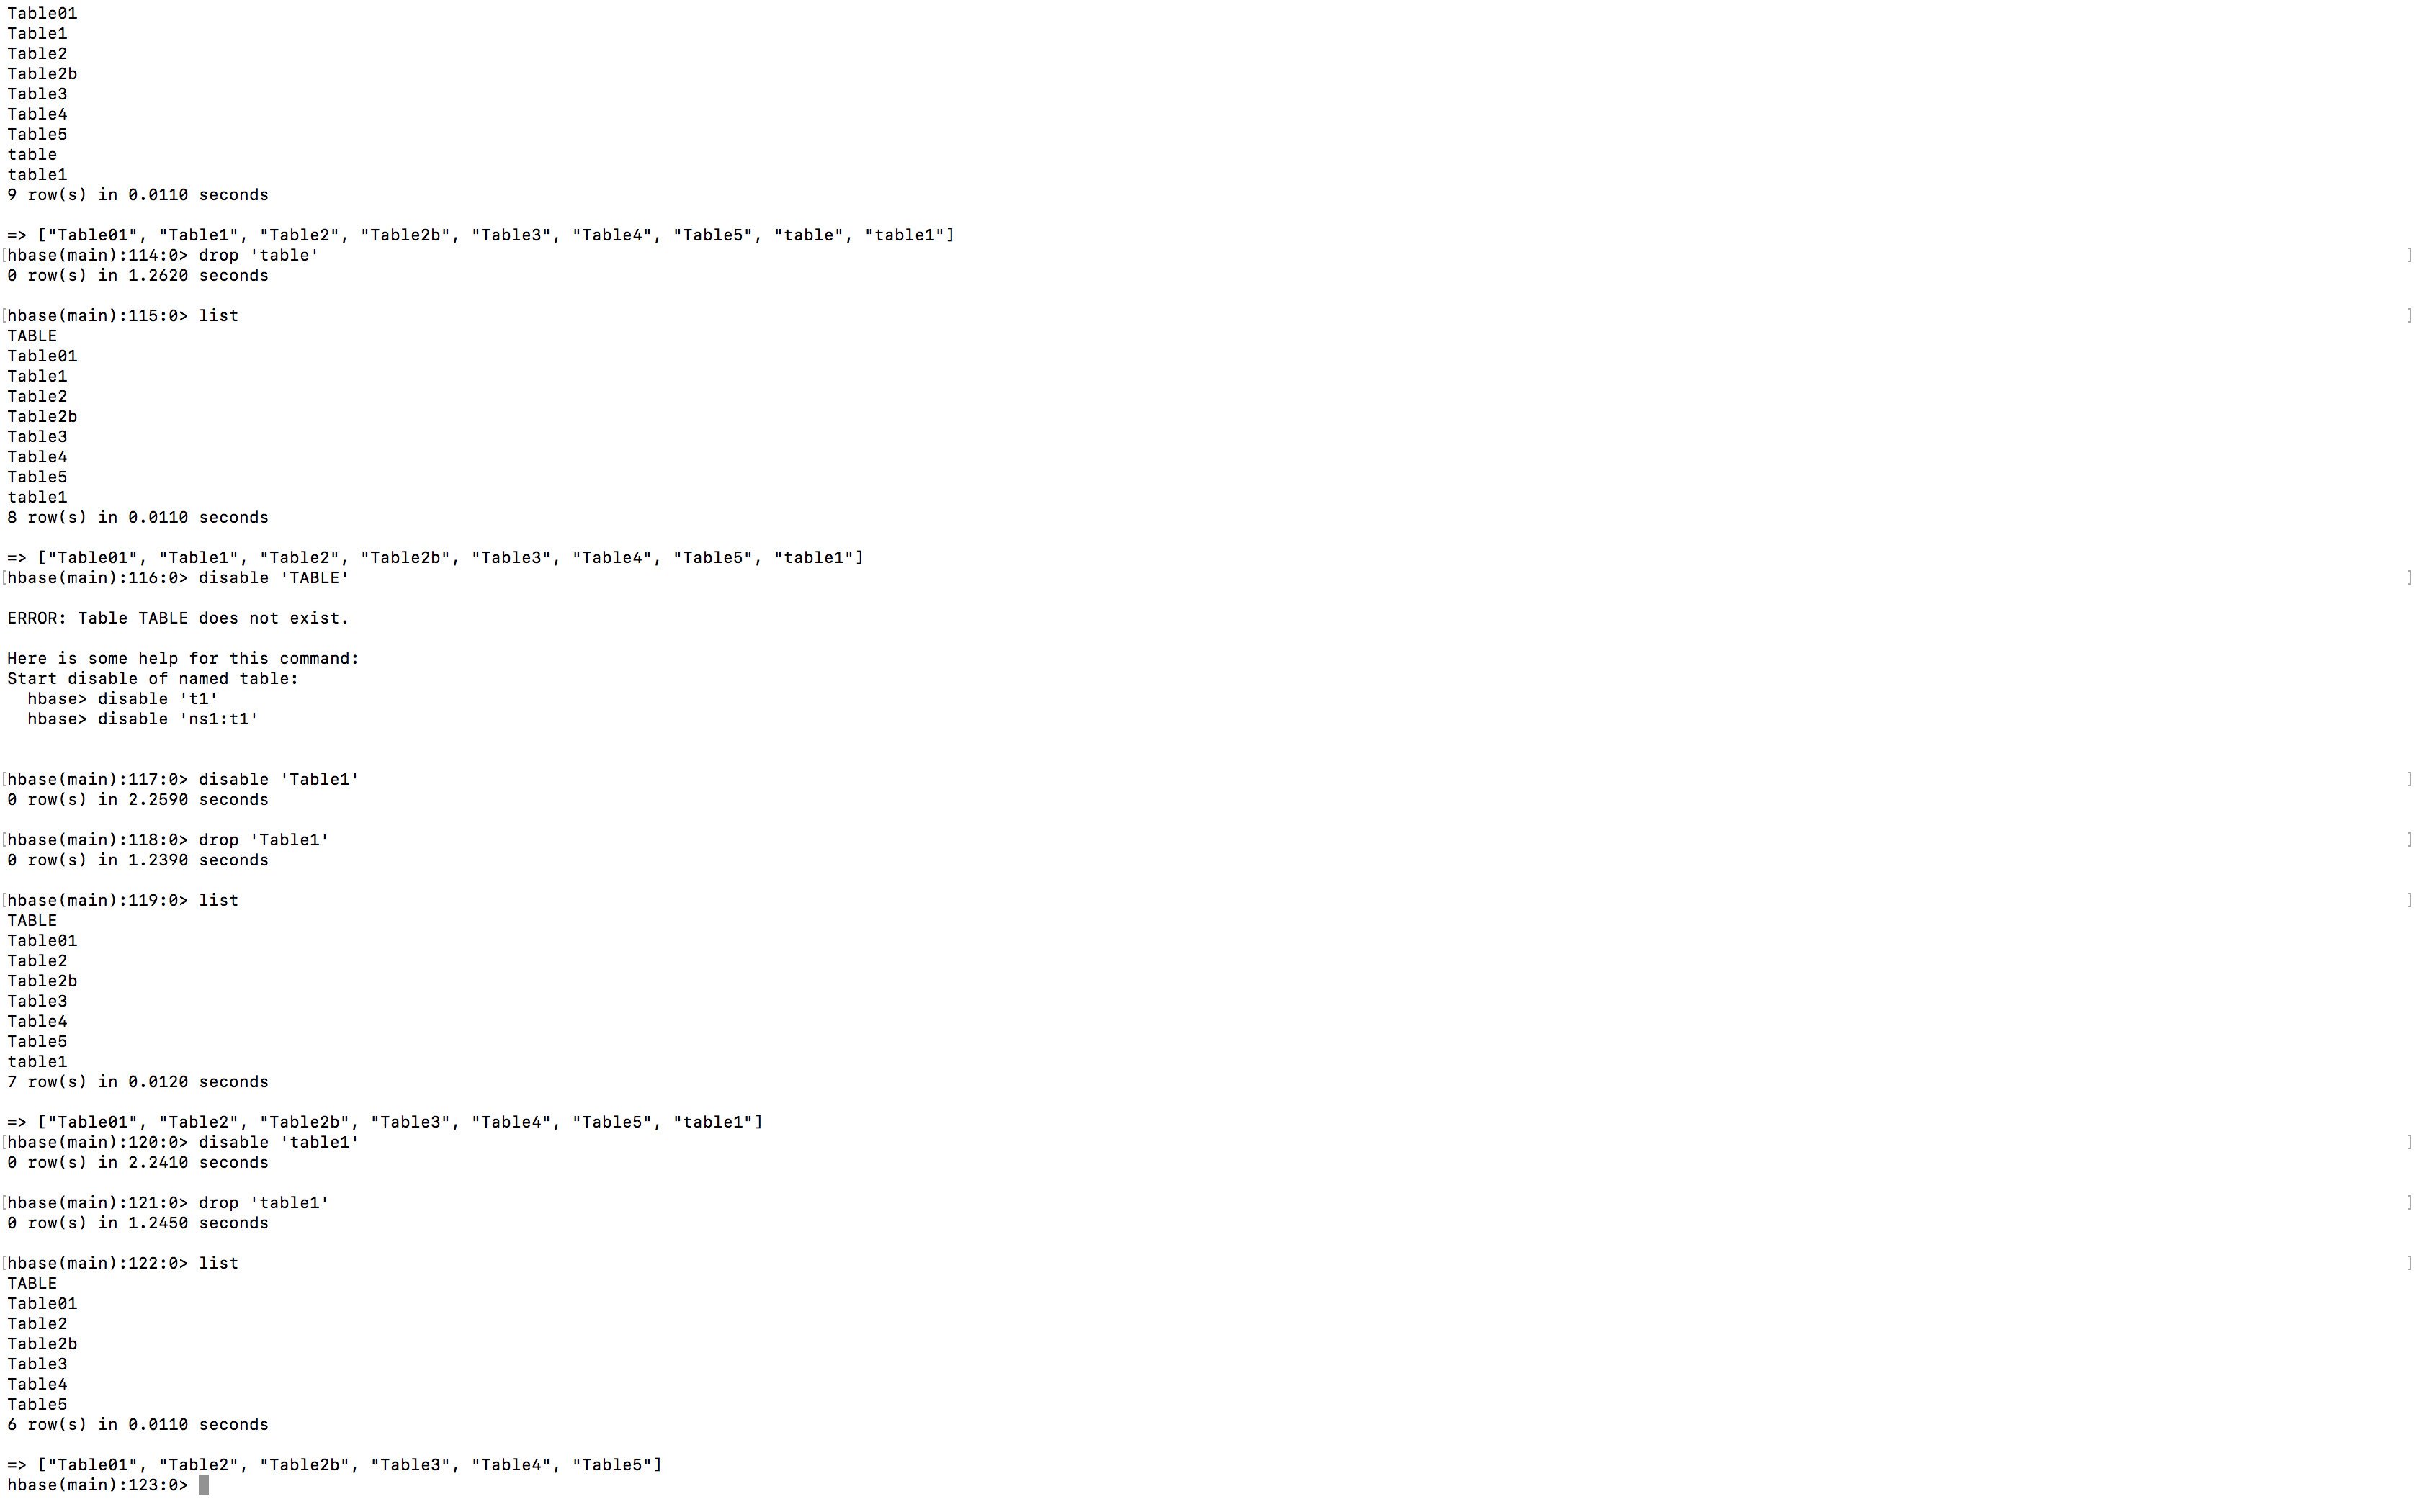 Table01
Table1
Table2
Table2b
Table3
Table4
Table5
table
table1
9 row(s) in 0.0110 seconds
=> ["Table01", "Table1", "Table2", "Table2b", "Table3", "Table4", "Table5", "table", "table1"]
[hbase(main):114:0> drop 'table' ]
0 row(s) in 1.2620 seconds
[hbase(main):115:0> list ]
TABLE
Table01
Table1
Table2
Table2b
Table3
Table4
Table5
table1
8 row(s) in 0.0110 seconds
=> ["Table01", "Table1", "Table2", "Table2b", "Table3", "Table4", "Table5", "table1"]
[hbase(main):116:0> disable 'TABLE' ]
ERROR: Table TABLE does not exist.
Here is some help for this command:
Start disable of named table:
  hbase> disable 't1'
  hbase> disable 'ns1:t1'
[hbase(main):117:0> disable 'Table1' ]
0 row(s) in 2.2590 seconds
[hbase(main):118:0> drop 'Table1' ]
0 row(s) in 1.2390 seconds
[hbase(main):119:0> list ]
TABLE
Table01
Table2
Table2b
Table3
Table4
Table5
table1
7 row(s) in 0.0120 seconds
=> ["Table01", "Table2", "Table2b", "Table3", "Table4", "Table5", "table1"]
[hbase(main):120:0> disable 'table1' ]
0 row(s) in 2.2410 seconds
[hbase(main):121:0> drop 'table1' ]
0 row(s) in 1.2450 seconds
[hbase(main):122:0> list ]
TABLE
Table01
Table2
Table2b
Table3
Table4
Table5
6 row(s) in 0.0110 seconds
=> ["Table01", "Table2", "Table2b", "Table3", "Table4", "Table5"]
hbase(main):123:0>